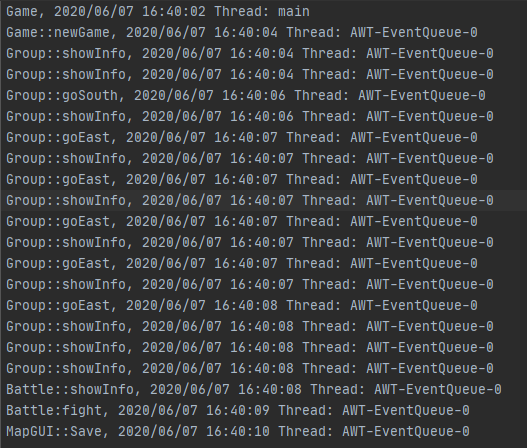 Game, 2020/06/07 16:40:02 Thread: main
Game::newGame, 2020/06/07 16:40:04 Thread: AWT-EventQueue-0
Group::showInfo, 2020/06/07 16:40:04 Thread: AWT-EventQueue-0
Group::showInfo, 2020/06/07 16:40:04 Thread: AWT-EventQueue-0
Group::goSouth, 2020/06/07 16:40:06 Thread: AWT-EventQueue-0
Group::showInfo, 2020/06/07 16:40:06 Thread: AWT-EventQueue-0
Group::goEast, 2020/06/07 16:40:07 Thread: AWT-EventQueue-0
Group::showInfo, 2020/06/07 16:40:07 Thread: AWT-EventQueue-0
Group::goEast, 2020/06/07 16:40:07 Thread: AWT-EventQueue-0
Group::showInfo, 2020/06/07 16:40:07 Thread: AWT-EventQueue-0
Group::goEast, 2020/06/07 16:40:07 Thread: AWT-EventQueue-0
Group::showInfo, 2020/06/07 16:40:07 Thread: AWT-EventQueue-0
Group::goEast, 2020/06/07 16:40:07 Thread: AWT-EventQueue-0
Group::showInfo, 2020/06/07 16:40:07 Thread: AWT-EventQueue-0
Group::goEast, 2020/06/07 16:40:08 Thread: AWT-EventQueue-0
Group::showInfo, 2020/06/07 16:40:08 Thread: AWT-EventQueue-0
Group::showInfo, 2020/06/07 16:40:08 Thread: AWT-EventQueue-0
Group::showInfo, 2020/06/07 16:40:08 Thread: AWT-EventQueue-0
Battle::showInfo, 2020/06/07 16:40:08 Thread: AWT-EventQueue-0
Battle:fight, 2020/06/07 16:40:09 Thread: AWT-EventQueue-0
MapGUI::Save, 2020/06/07 16:40:10 Thread: AWT-EventQueue-0